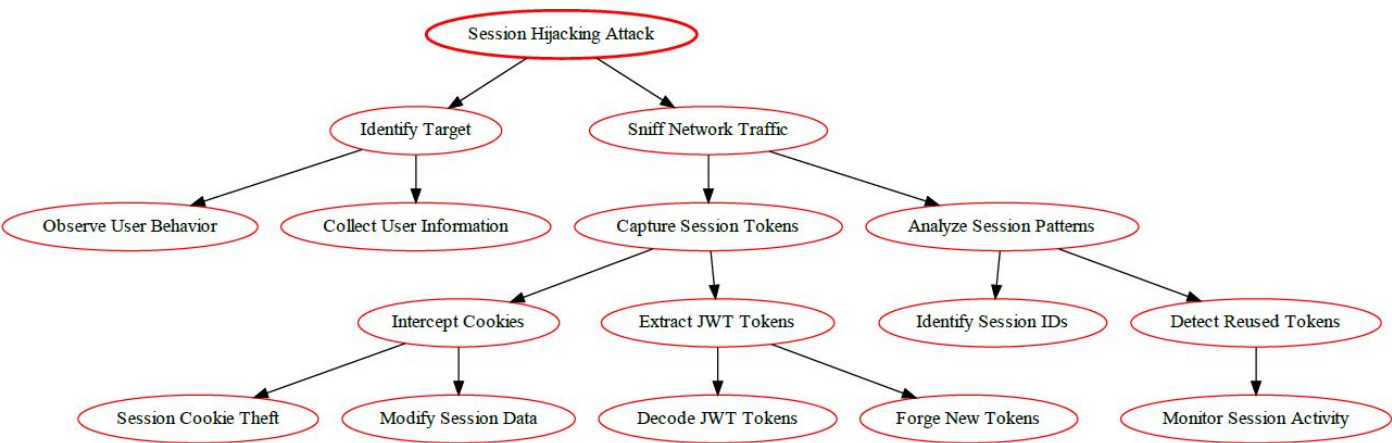 Session Hijacking Attack
Identify Target
Sniff Network Traffic
Observe User Behavior
Collect User Information
Capture Session Tokens
Analyze Session Patterns
Intercept Cookies
Extract JWT Tokens
Identify Session IDs
Detect Reused Tokens
Session Cookie Theft
Modify Session Data
Decode JWT Tokens
Forge New Tokens
Monitor Session Activity